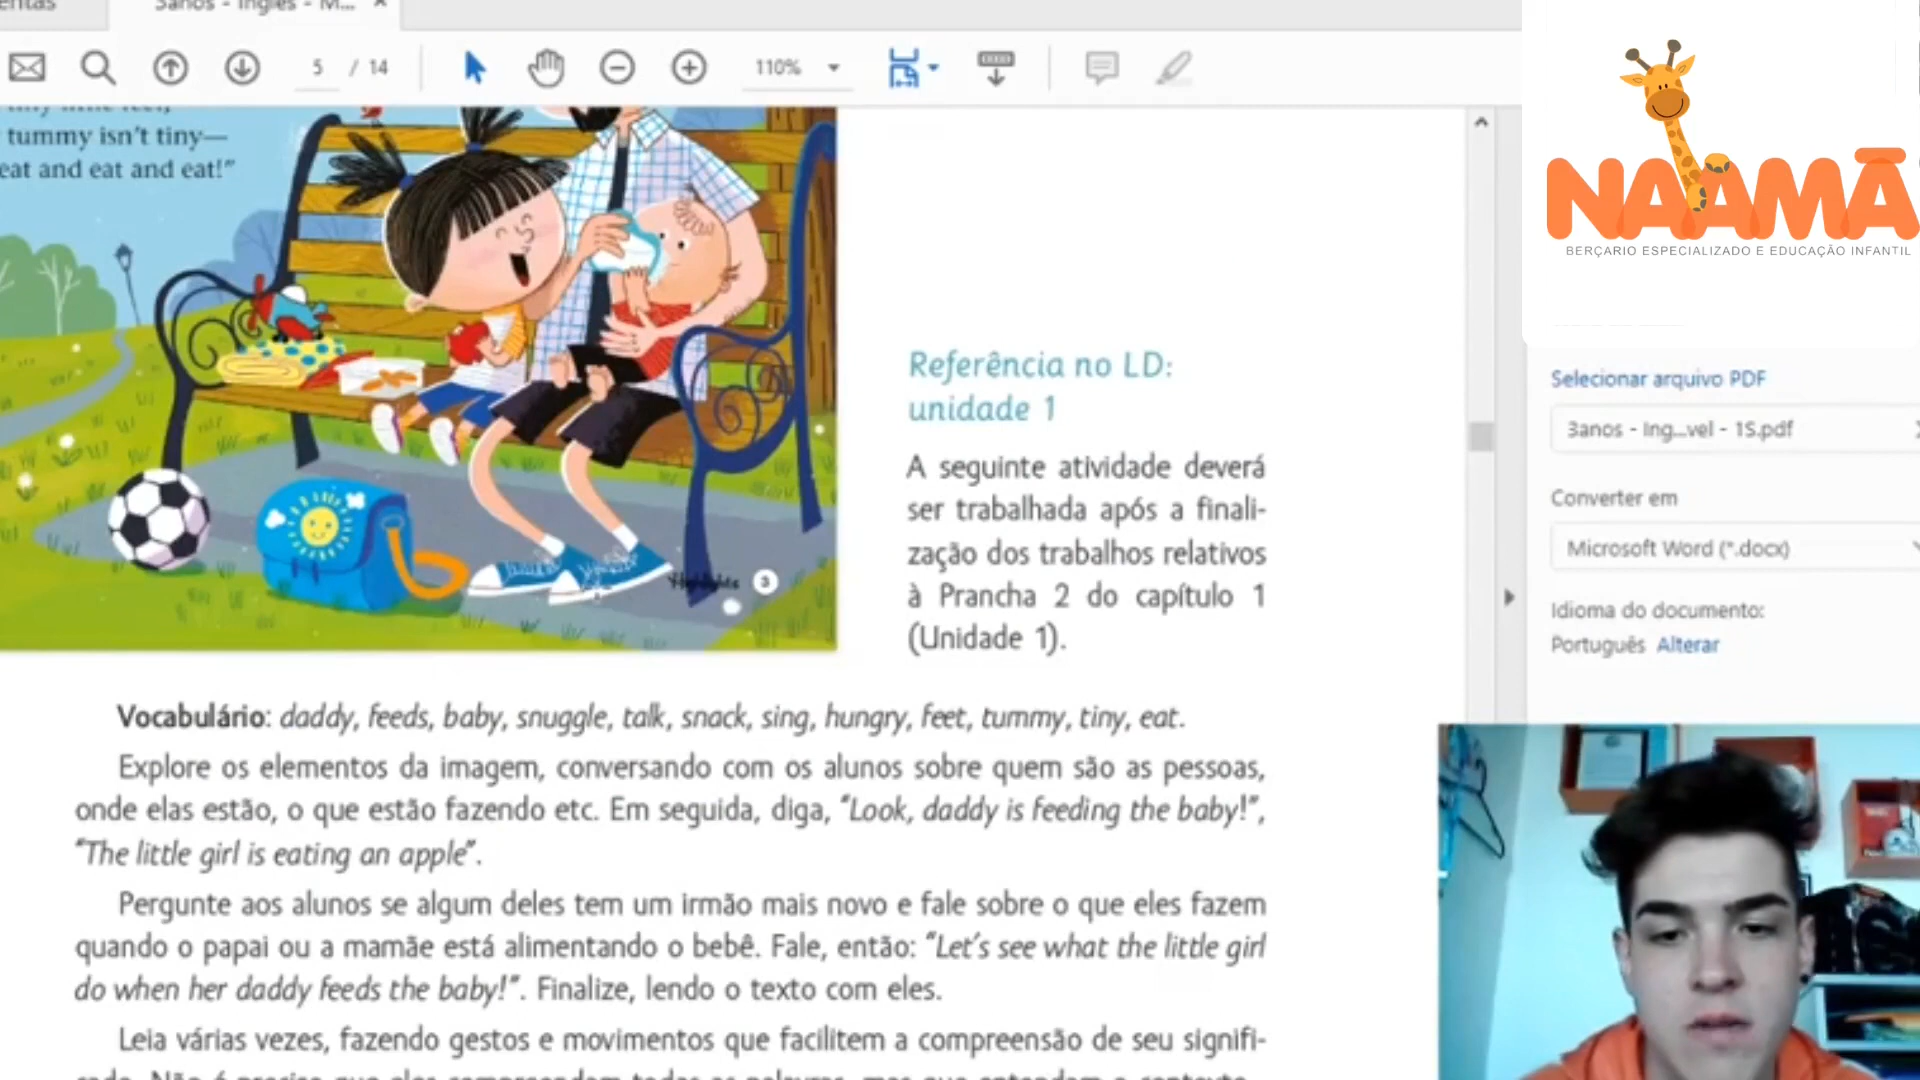 3anos - Inglês - M...
5 / 14
110%
tummy isn't tiny—
eat and eat and eat!"
Highlights 3
Referência no LD:
unidade 1
A seguinte atividade deverá
ser trabalhada após a finali-
zação dos trabalhos relativos
à Prancha 2 do capítulo 1
(Unidade 1).
Vocabulário: daddy, feeds, baby, snuggle, talk, snack, sing, hungry, feet, tummy, tiny, eat.
Explore os elementos da imagem, conversando com os alunos sobre quem são as pessoas,
onde elas estão, o que estão fazendo etc. Em seguida, diga, "Look, daddy is feeding the baby!",
"The little girl is eating an apple".
Pergunte aos alunos se algum deles tem um irmão mais novo e fale sobre o que eles fazem
quando o papai ou a mamãe está alimentando o bebê. Fale, então: "Let's see what the little girl
do when her daddy feeds the baby!". Finalize, lendo o texto com eles.
Leia várias vezes, fazendo gestos e movimentos que facilitem a compreensão de seu signifi-
NAAMÃ
BERÇARIO ESPECIALIZADO E EDUCAÇÃO INFANTIL
Selecionar arquivo PDF
3anos - Ing...vel - 1S.pdf
Converter em
Microsoft Word (*.docx)
Idioma do documento:
Português Alterar